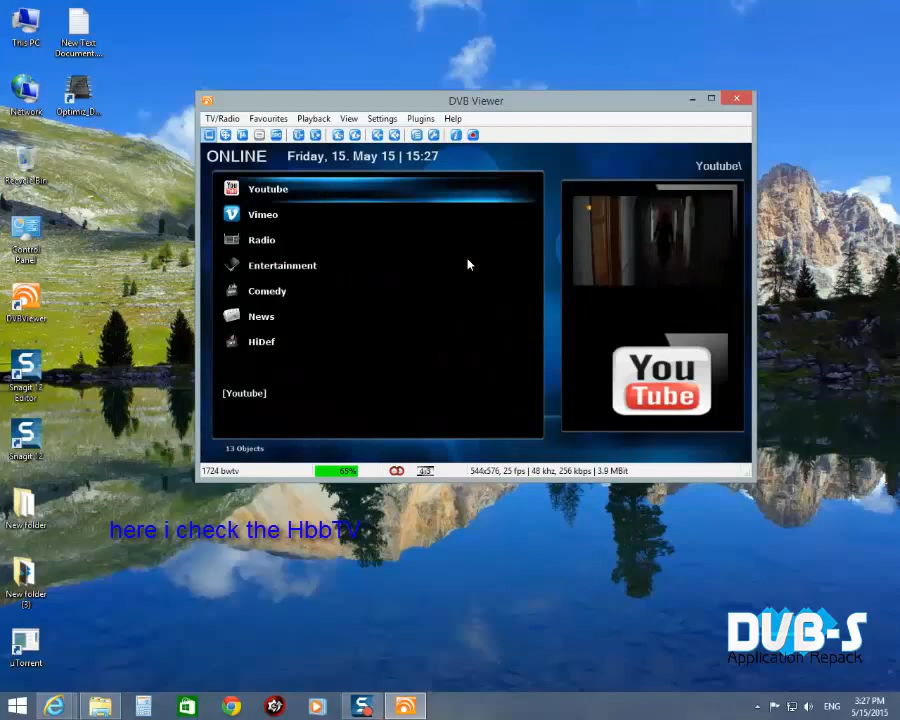 This PC
New Text
Document:...
Network
Optimiz_D...
Recycle Bin
Control
Panel
DVBViewer
Snagit 12
Editor
Snagit 12
New folder
New folder
(3)
µTorrent
DVB Viewer
TV/Radio Favourites Playback View Settings Plugins Help
ONLINE Friday, 15. May 15 | 15:27
Youtube\
Youtube
Vimeo
Radio
Entertainment
Comedy
News
HiDef
[Youtube]
13 Objects
You
Tube
1724 bwtv 65% 4:3 544x576, 25 fps | 48 khz, 256 kbps | 3.9 MBit
here i check the HbbTV
DVB-S
Application Repack
ENG
3:27 PM
5/15/2015